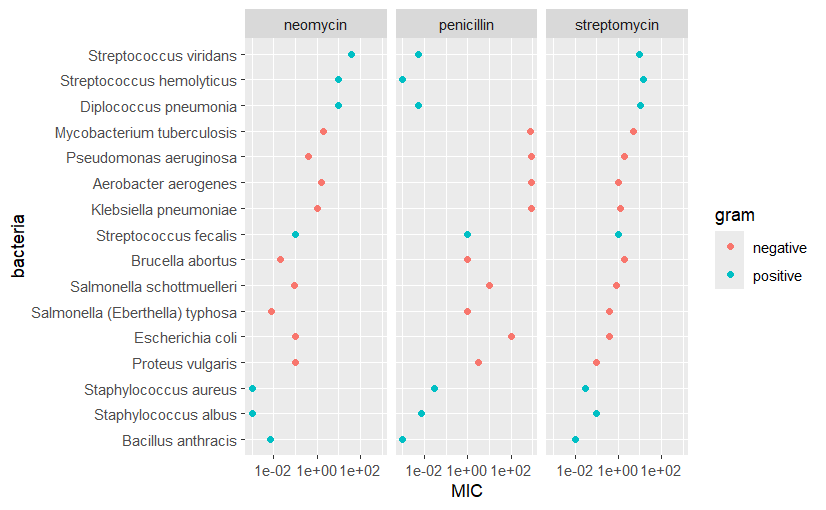 neomycin penicillin streptomycin
Streptococcus viridans
Streptococcus hemolyticus
Diplococcus pneumonia
Mycobacterium tuberculosis
Pseudomonas aeruginosa
Aerobacter aerogenes
Klebsiella pneumoniae
Streptococcus fecalis
Brucella abortus
Salmonella schottmuelleri
Salmonella (Eberthella) typhosa
Escherichia coli
Proteus vulgaris
Staphylococcus aureus
Staphylococcus albus
Bacillus anthracis
bacteria
1e-02 1e+00 1e+02 1e-02 1e+00 1e+02 1e-02 1e+00 1e+02
MIC
gram
negative
positive